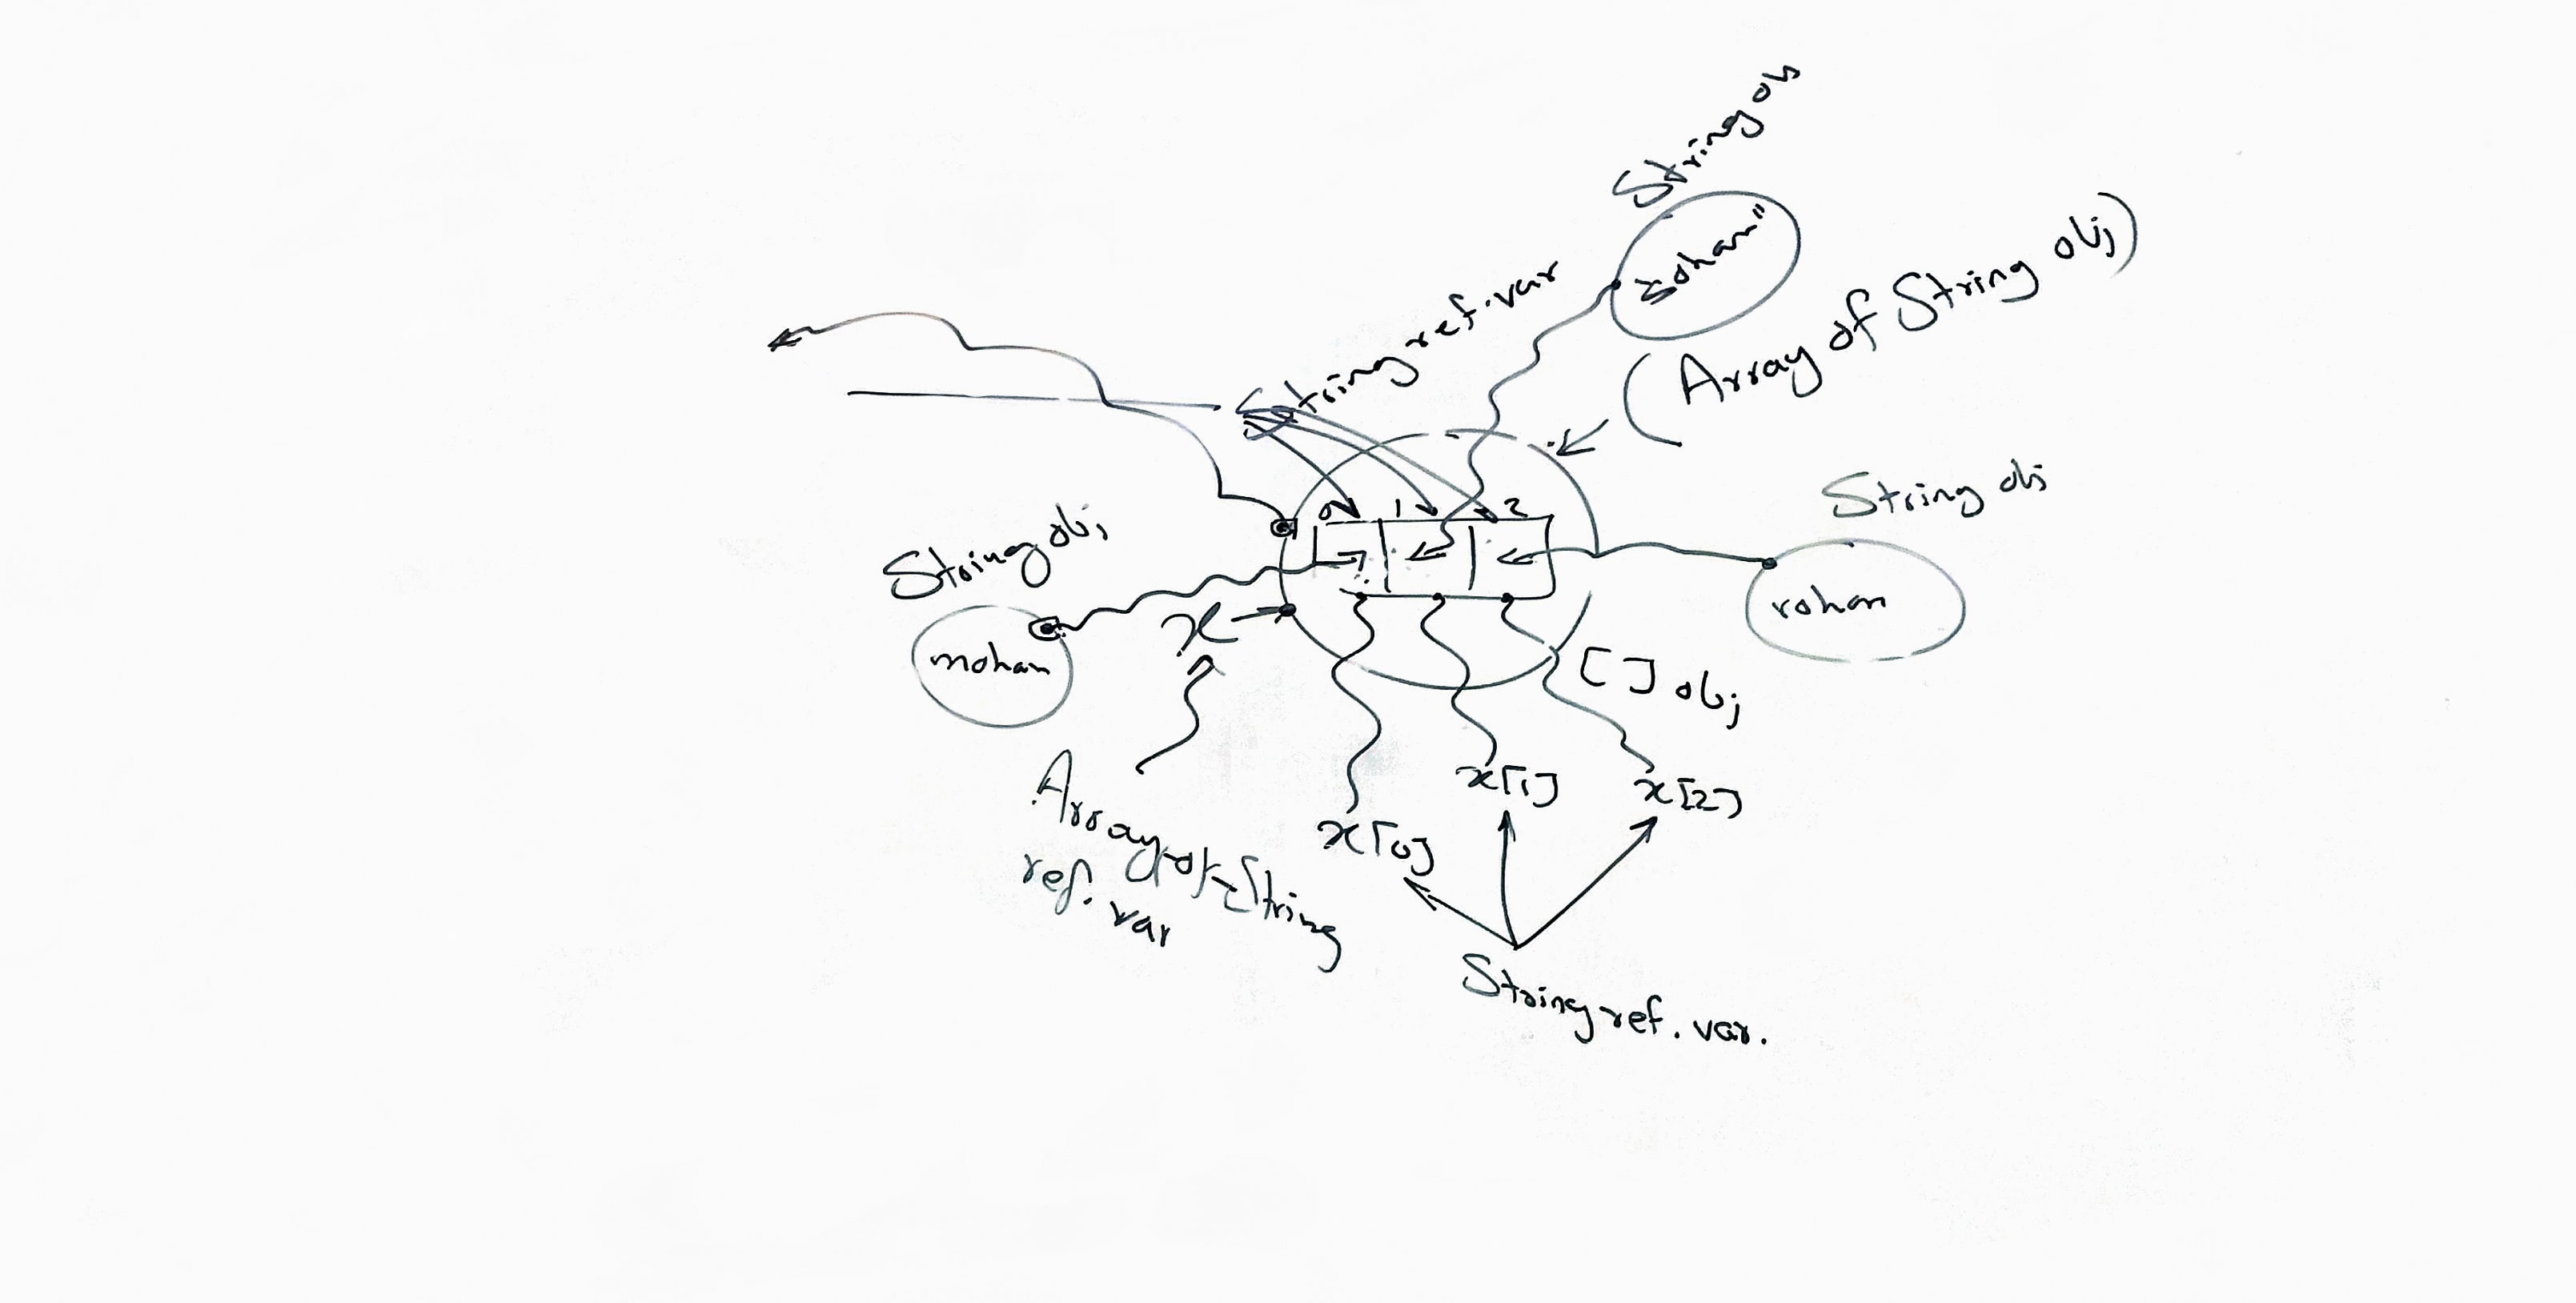 String ob
"sohan"
(Array of String obj)
String ref.var
String obj
0 1 2
String obj
rohan
mohan
x
[ ] obj
Array-of-String
ref. var
x[0]
x[1]
x[2]
String ref. var.